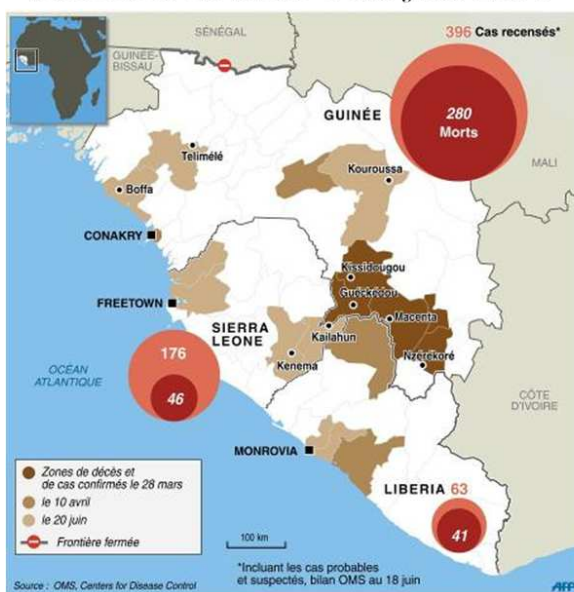 SÉNÉGAL
GUINÉE-
BISSAU
396 Cas recensés*
280
Morts
GUINÉE
MALI
Télimélé
Kouroussa
Boffa
CONAKRY
Kissidougou
FREETOWN
Guéckédou
Macenta
SIERRA
LEONE
Kailahun
Kenema
Nzérékoré
OCÉAN
ATLANTIQUE
176
46
CÔTE
D'IVOIRE
MONROVIA
Zones de décès et
de cas confirmés le 28 mars
le 10 avril
le 20 juin
Frontière fermée
LIBERIA 63
41
100 km
*Incluant les cas probables
et suspectés, bilan OMS au 18 juin
Source : OMS, Centers for Disease Control
AFP